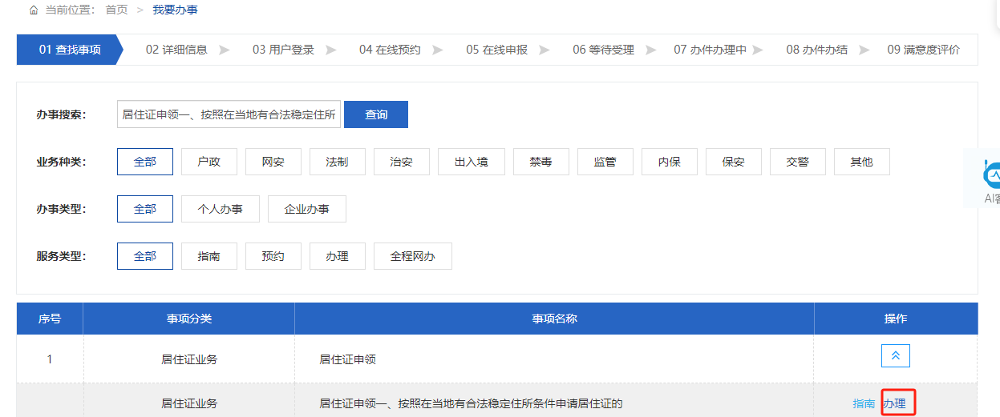 当前位置： 首页 > 我要办事
01 查找事项 02 详细信息 03 用户登录 04 在线预约 05 在线申报 06 等待受理 07 办件办理中 08 办件办结 09 满意度评价
办事搜索： 居住证申领一、按照在当地有合法稳定住所 查询
业务种类： 全部 户政 网安 法制 治安 出入境 禁毒 监管 内保 保安 交警 其他
AI客
办事类型： 全部 个人办事 企业办事
服务类型： 全部 指南 预约 办理 全程网办
序号 事项分类 事项名称 操作
1 居住证业务 居住证申领
居住证业务 居住证申领一、按照在当地有合法稳定住所条件申请居住证的 指南 办理